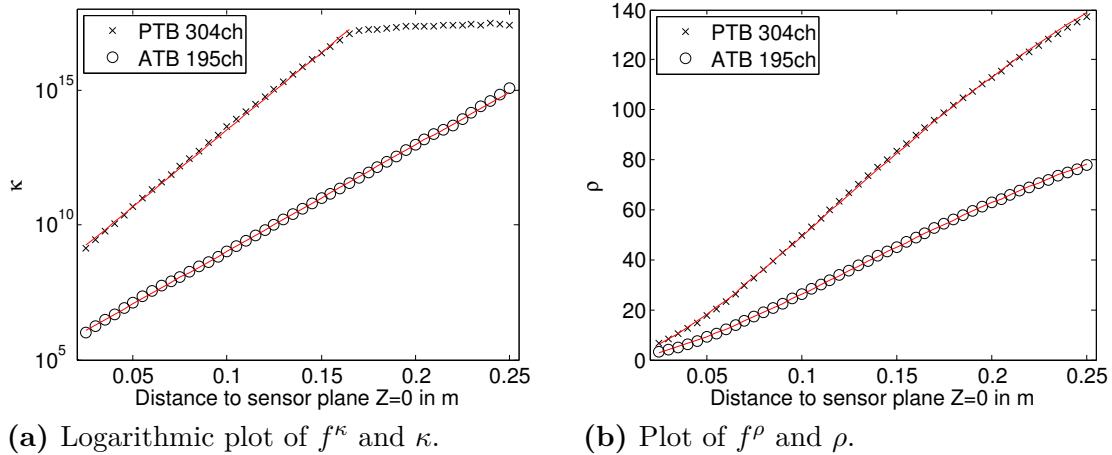 PTB 304ch
ATB 195ch
10^15
10^10
10^5
κ
0.05 0.1 0.15 0.2 0.25
Distance to sensor plane Z=0 in m
(a) Logarithmic plot of f^κ and κ.
PTB 304ch
ATB 195ch
140
120
100
80
60
40
20
0
ρ
0.05 0.1 0.15 0.2 0.25
Distance to sensor plane Z=0 in m
(b) Plot of f^ρ and ρ.